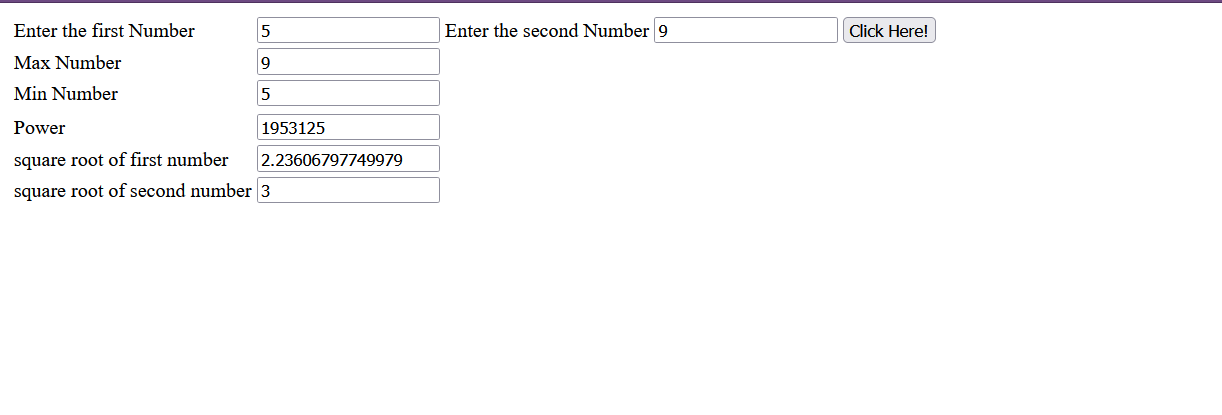 Enter the first Number 5 Enter the second Number 9 Click Here!
Max Number 9
Min Number 5
Power 1953125
square root of first number 2.23606797749979
square root of second number 3